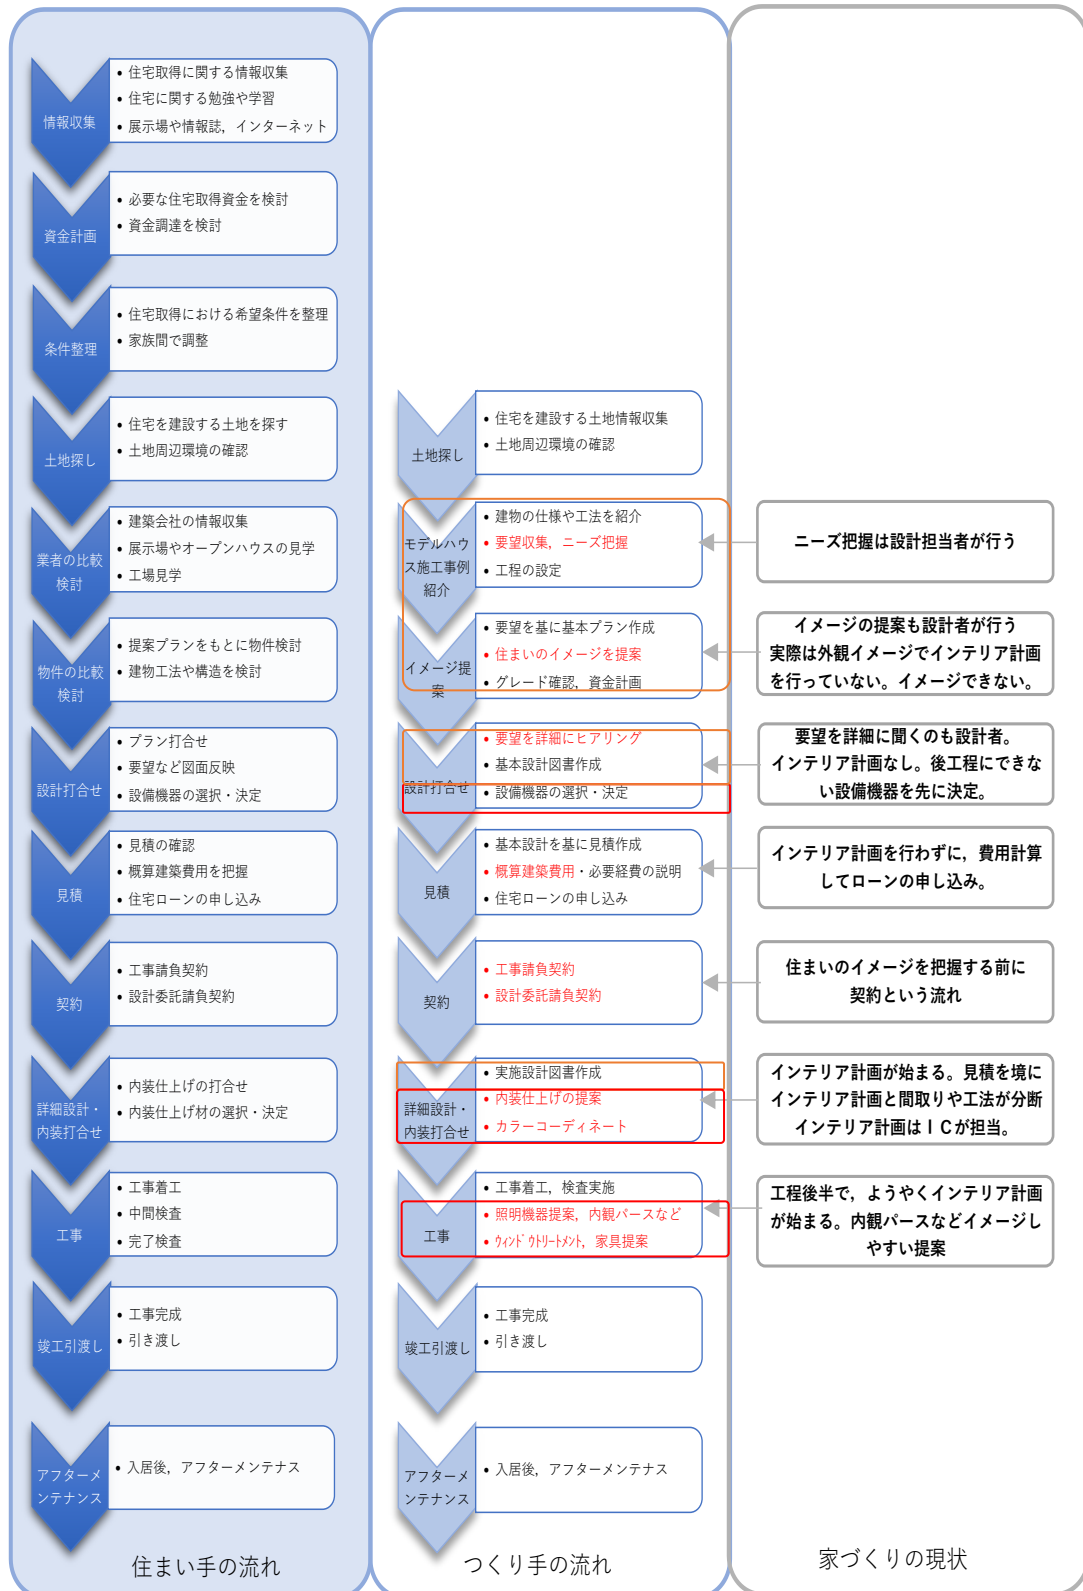 情報収集
• 住宅取得に関する情報収集
• 住宅に関する勉強や学習
• 展示場や情報誌，インターネット
資金計画
• 必要な住宅取得資金を検討
• 資金調達を検討
条件整理
• 住宅取得における希望条件を整理
• 家族間で調整
土地探し
• 住宅を建設する土地を探す
• 土地周辺環境の確認
業者の比較
検討
• 建築会社の情報収集
• 展示場やオープンハウスの見学
• 工場見学
物件の比較
検討
• 提案プランをもとに物件検討
• 建物工法や構造を検討
設計打合せ
• プラン打合せ
• 要望など図面反映
• 設備機器の選択・決定
見積
• 見積の確認
• 概算建築費用を把握
• 住宅ローンの申し込み
契約
• 工事請負契約
• 設計委託請負契約
詳細設計・
内装打合せ
• 内装仕上げの打合せ
• 内装仕上げ材の選択・決定
工事
• 工事着工
• 中間検査
• 完了検査
竣工引渡し
• 工事完成
• 引き渡し
アフターメ
ンテナンス
• 入居後，アフターメンテナス
住まい手の流れ
土地探し
• 住宅を建設する土地情報収集
• 土地周辺環境の確認
モデルハウ
ス施工事例
紹介
• 建物の仕様や工法を紹介
• 要望収集，ニーズ把握
• 工程の設定
イメージ提
案
• 要望を基に基本プラン作成
• 住まいのイメージを提案
• グレード確認，資金計画
設計打合せ
• 要望を詳細にヒアリング
• 基本設計図書作成
• 設備機器の選択・決定
見積
• 基本設計を基に見積作成
• 概算建築費用・必要経費の説明
• 住宅ローンの申し込み
契約
• 工事請負契約
• 設計委託請負契約
詳細設計・
内装打合せ
• 実施設計図書作成
• 内装仕上げの提案
• カラーコーディネート
工事
• 工事着工，検査実施
• 照明機器提案，内観パースなど
• ウィンドウトリートメント，家具提案
竣工引渡し
• 工事完成
• 引き渡し
アフターメ
ンテナンス
• 入居後，アフターメンテナス
つくり手の流れ
ニーズ把握は設計担当者が行う
イメージの提案も設計者が行う
実際は外観イメージでインテリア計画
を行っていない。イメージできない。
要望を詳細に聞くのも設計者。
インテリア計画なし。後工程にできな
い設備機器を先に決定。
インテリア計画を行わずに，費用計算
してローンの申し込み。
住まいのイメージを把握する前に
契約という流れ
インテリア計画が始まる。見積を境に
インテリア計画と間取りや工法が分断
インテリア計画はＩＣが担当。
工程後半で，ようやくインテリア計画
が始まる。内観パースなどイメージし
やすい提案
家づくりの現状